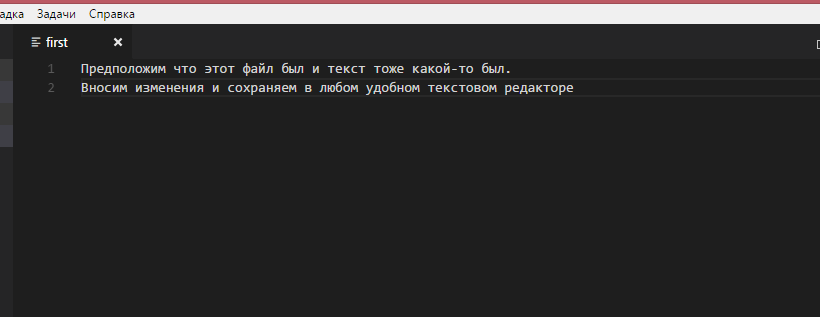 адка Задачи Справка
first
1 Предположим что этот файл был и текст тоже какой-то был.
2 Вносим изменения и сохраняем в любом удобном текстовом редакторе